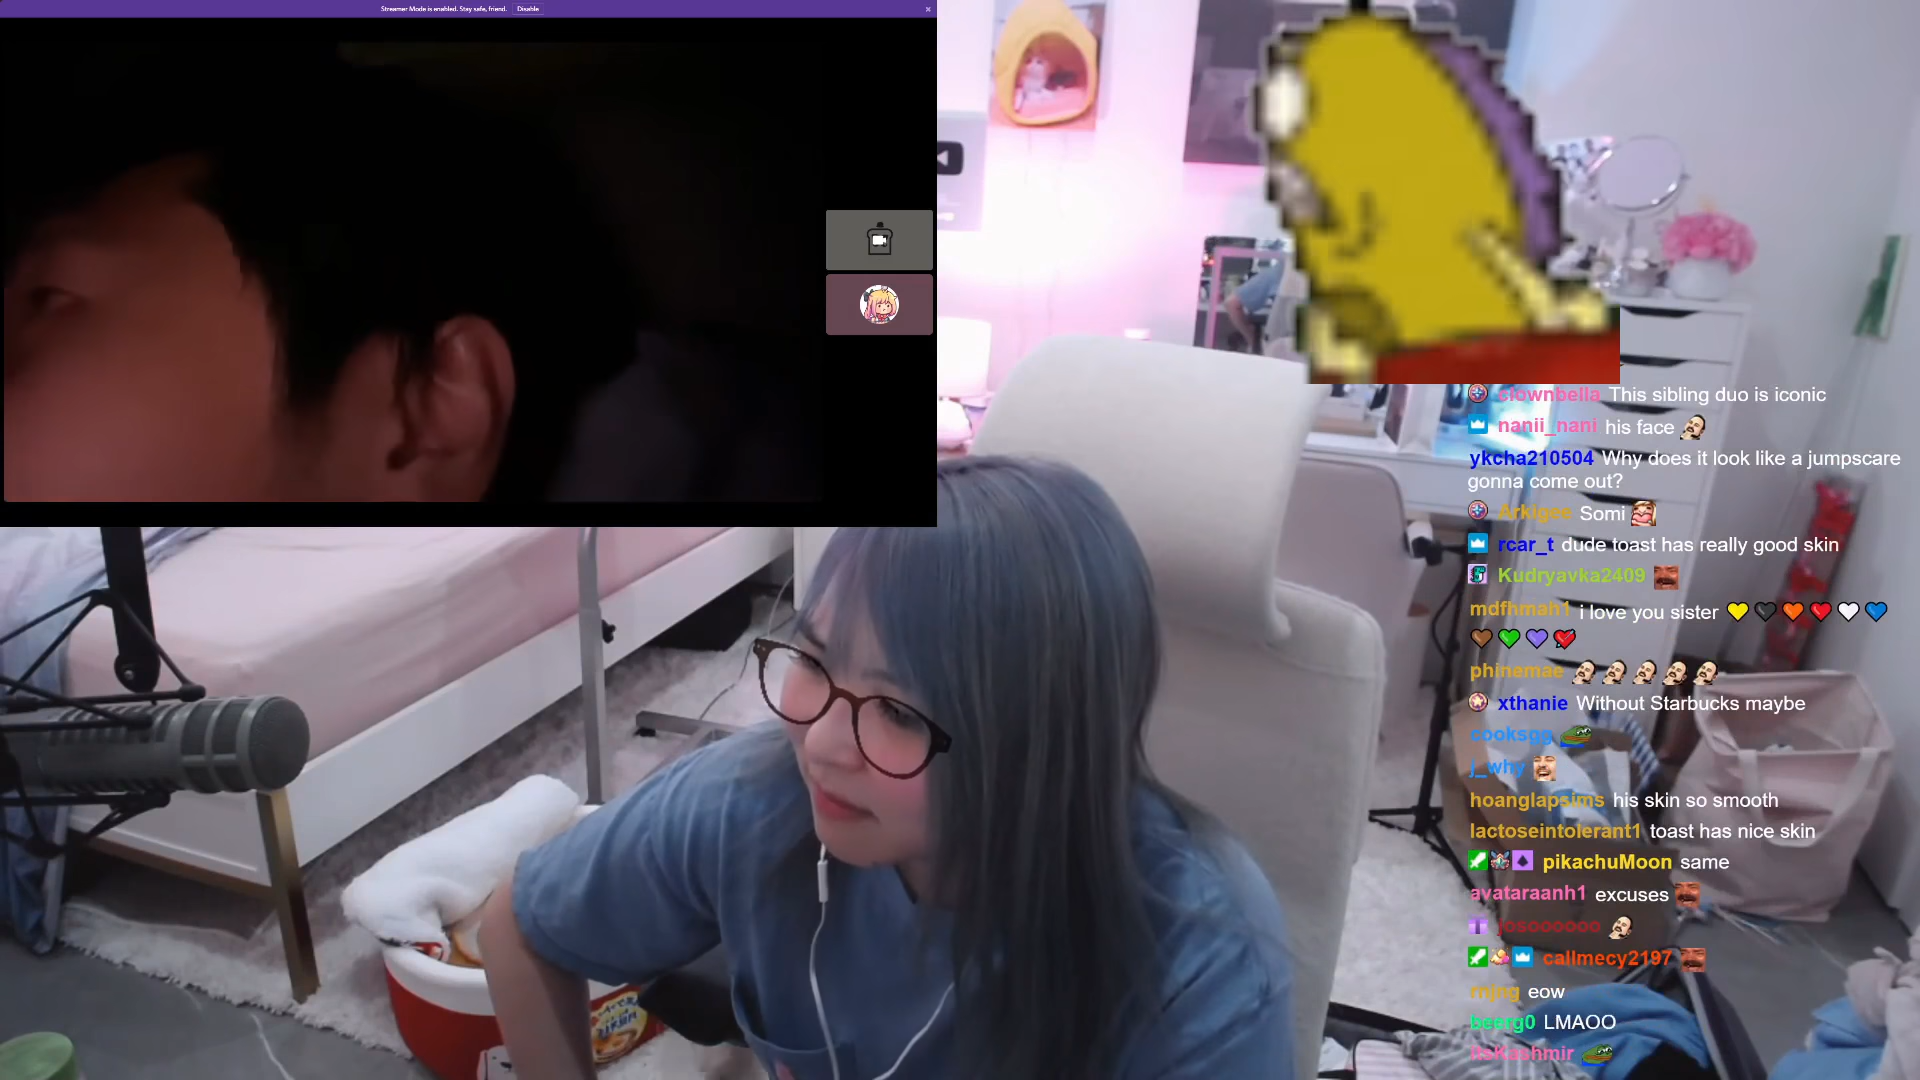 Streamer Mode is enabled. Stay safe, friend. Disable
clownbella This sibling duo is iconic
nanii_nani his face
ykcha210504 Why does it look like a jumpscare
gonna come out?
Arkigee Somi
rcar_t dude toast has really good skin
Kudryavka2409
mdfhmah1 i love you sister
phinemae
xthanie Without Starbucks maybe
cooksgg
j_why
hoanglapsims his skin so smooth
lactoseintolerant1 toast has nice skin
pikachuMoon same
avataraanh1 excuses
josoooooo
callmecy2197
eow
beerg0 LMAOO
itsKashmir